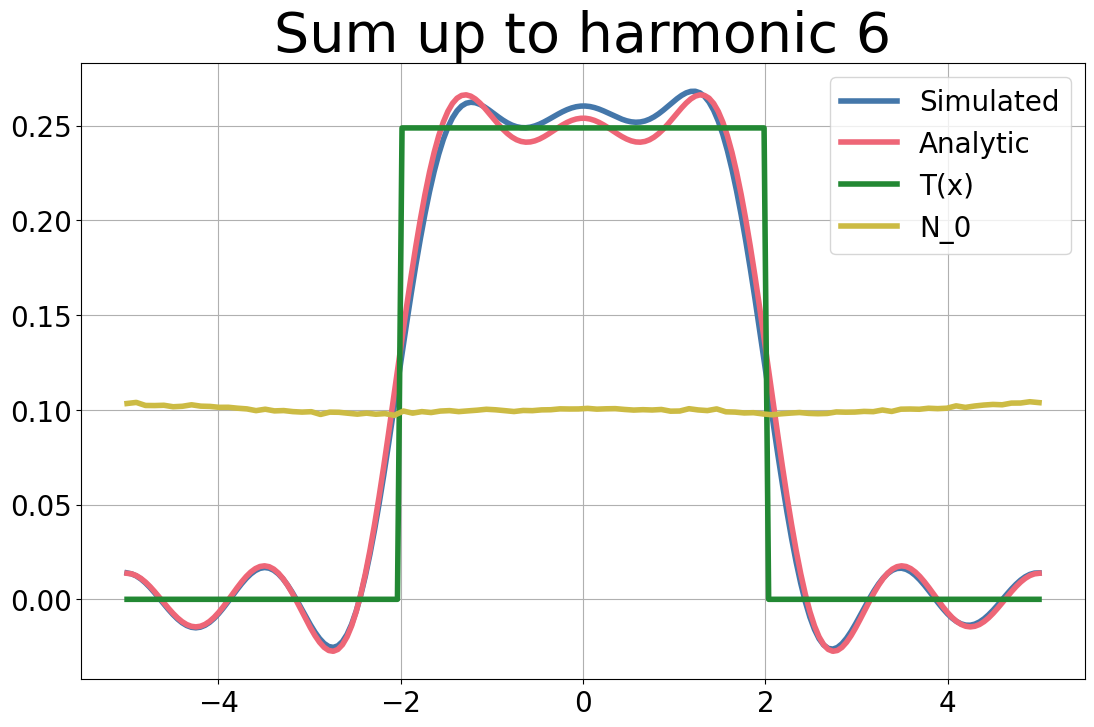 Sum up to harmonic 6
Simulated
Analytic
T(x)
N_0
0.25
0.20
0.15
0.10
0.05
0.00
−4 −2 0 2 4